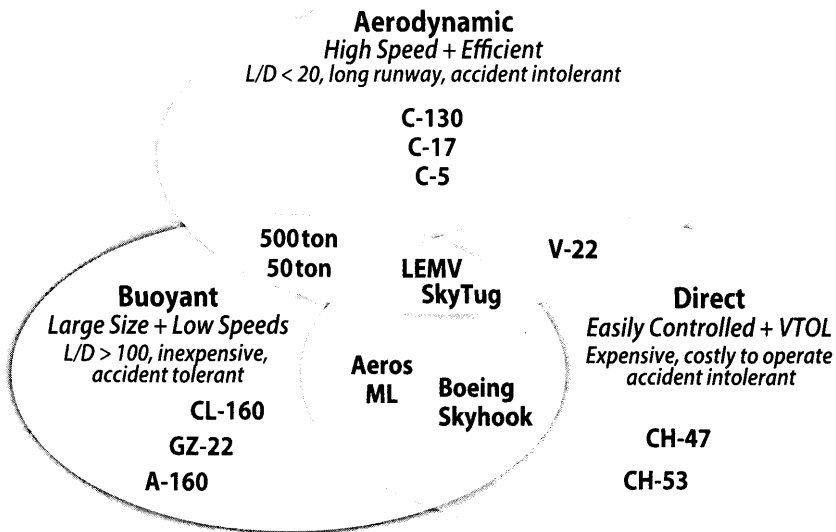 Aerodynamic
High Speed + Efficient
L/D < 20, long runway, accident intolerant
C-130
C-17
C-5
500 ton
50 ton
LEMV
SkyTug
V-22
Buoyant
Large Size + Low Speeds
L/D > 100, inexpensive,
accident tolerant
CL-160
GZ-22
A-160
Aeros
ML
Boeing
Skyhook
Direct
Easily Controlled + VTOL
Expensive, costly to operate
accident intolerant
CH-47
CH-53